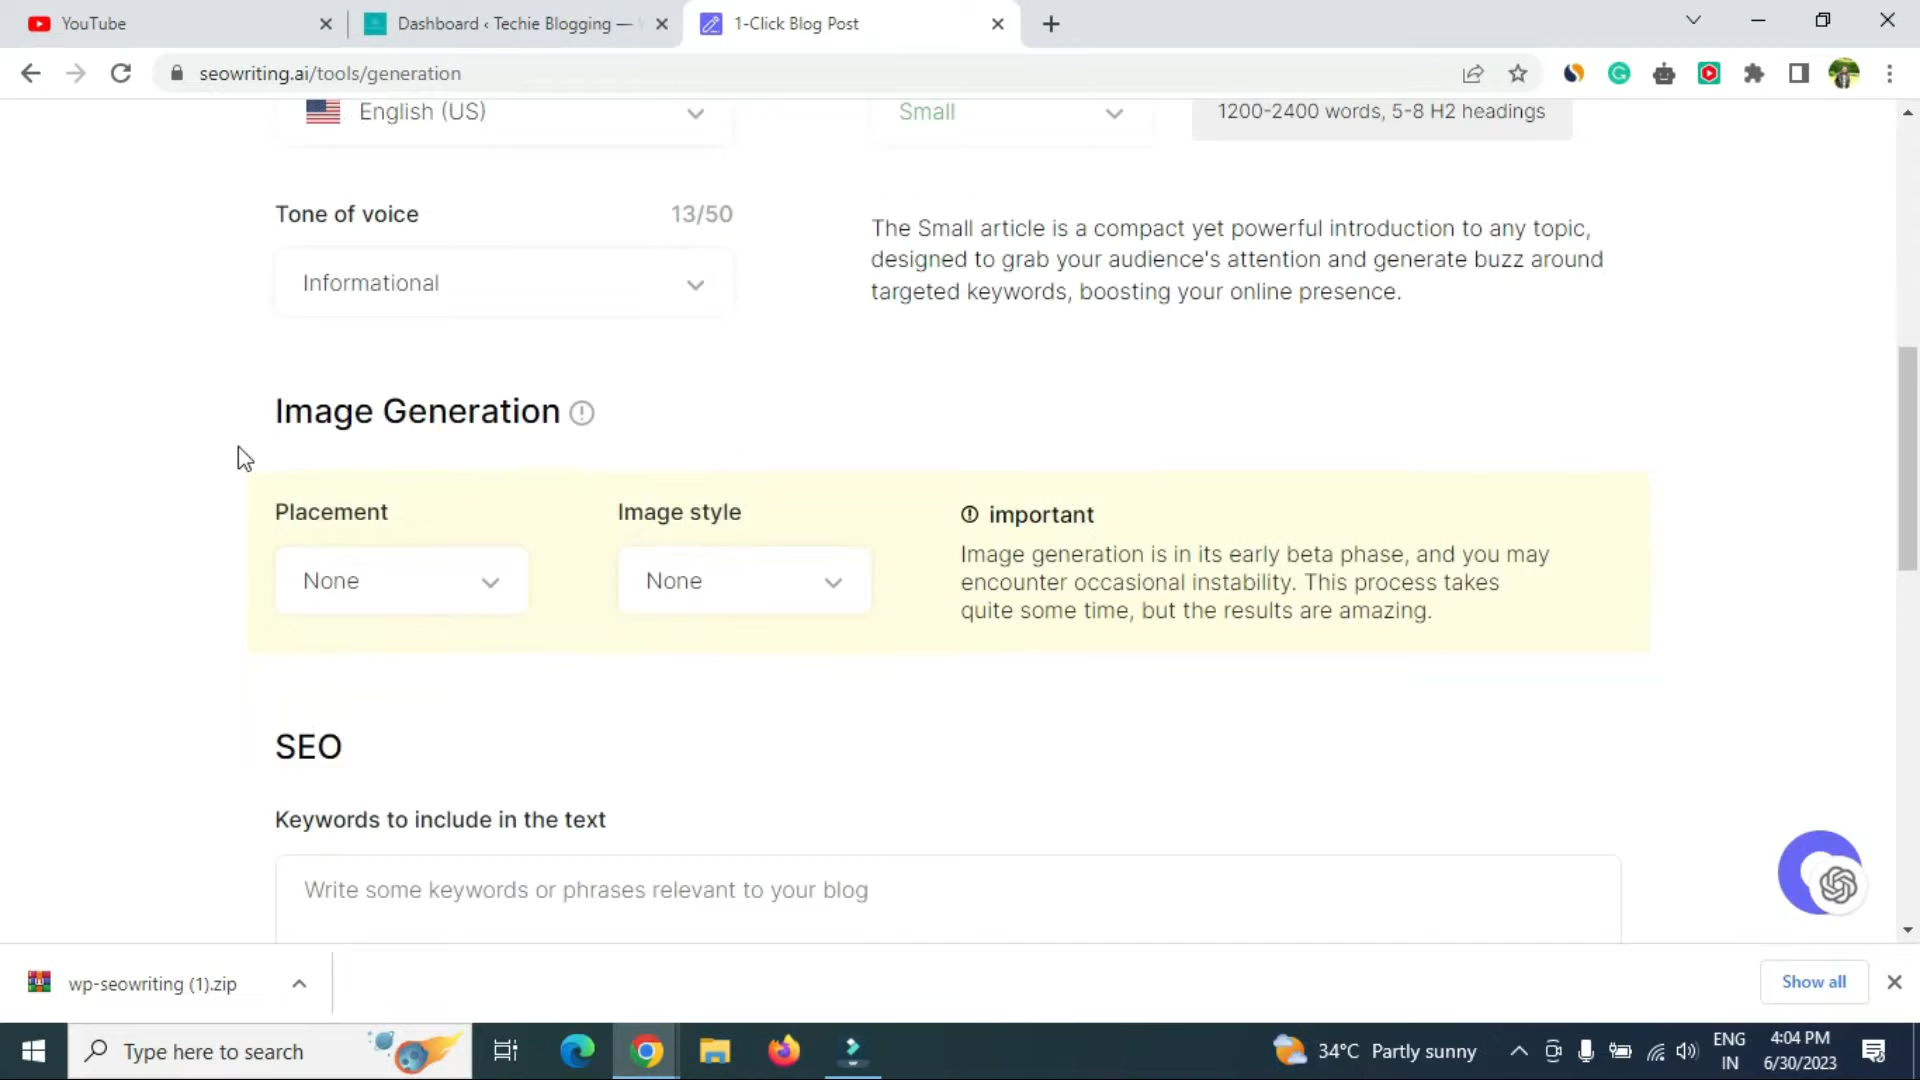 YouTube
Dashboard ‹ Techie Blogging —
1-Click Blog Post
seowriting.ai/tools/generation
English (US)
Small
1200-2400 words, 5-8 H2 headings
Tone of voice
13/50
Informational
The Small article is a compact yet powerful introduction to any topic,
designed to grab your audience's attention and generate buzz around
targeted keywords, boosting your online presence.
Image Generation
Placement
Image style
important
None
None
Image generation is in its early beta phase, and you may
encounter occasional instability. This process takes
quite some time, but the results are amazing.
SEO
Keywords to include in the text
Write some keywords or phrases relevant to your blog
wp-seowriting (1).zip
Show all
Type here to search
34°C Partly sunny
ENG
IN
4:04 PM
6/30/2023